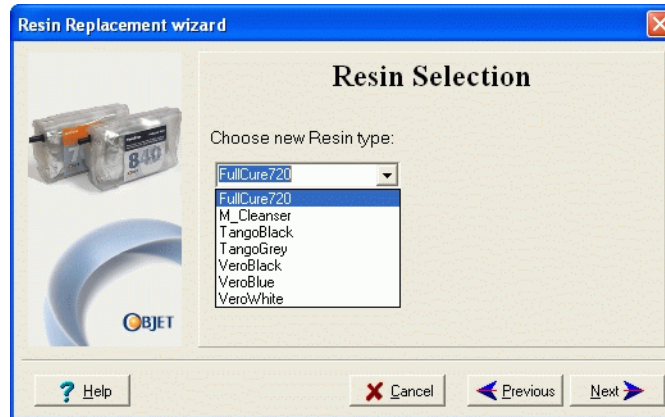 Resin Replacement wizard
Resin Selection
Choose new Resin type:
FullCure720
FullCure720
M_Cleanser
TangoBlack
TangoGrey
VeroBlack
VeroBlue
VeroWhite
840
OBJET
Help
Cancel
Previous
Next